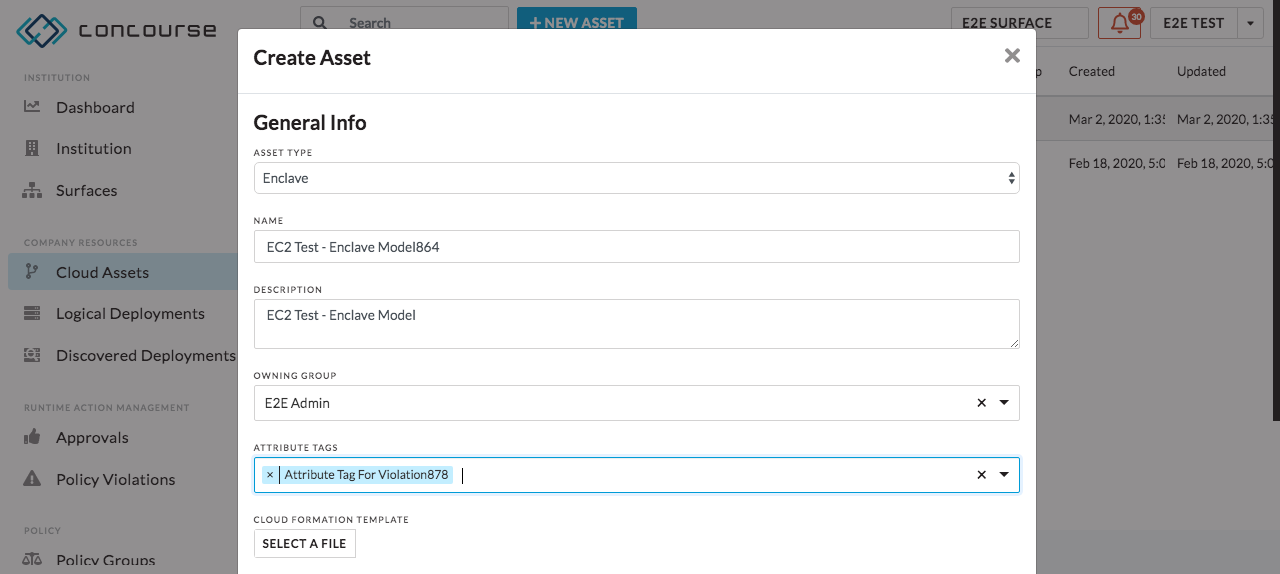 concourse
Search
+ NEW ASSET
E2E SURFACE
30
E2E TEST
INSTITUTION
Dashboard
Institution
Surfaces
COMPANY RESOURCES
Cloud Assets
Logical Deployments
Discovered Deployments
RUNTIME ACTION MANAGEMENT
Approvals
Policy Violations
POLICY
Policy Groups
Create Asset
×
General Info
ASSET TYPE
Enclave
NAME
EC2 Test - Enclave Model864
DESCRIPTION
EC2 Test - Enclave Model
OWNING GROUP
E2E Admin ×
ATTRIBUTE TAGS
× Attribute Tag For Violation878 ×
CLOUD FORMATION TEMPLATE
SELECT A FILE
p Created Updated
Mar 2, 2020, 1:35 Mar 2, 2020, 1:35
Feb 18, 2020, 5:0 Feb 18, 2020, 5:0